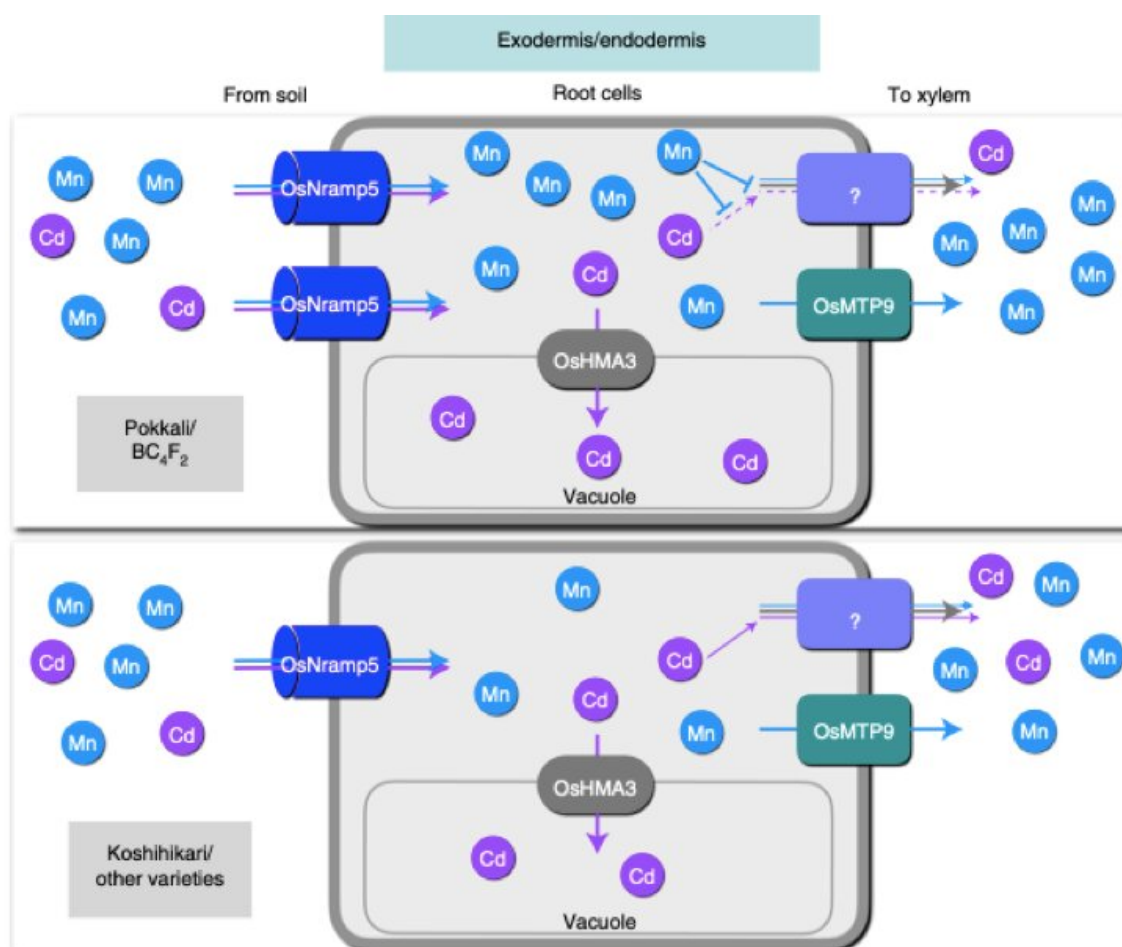 Exodermis/endodermis
From soil Root cells To xylem
Mn Mn Cd
Mn Mn OsNramp5 Mn Mn ? Mn
Cd Mn Cd Mn Mn
Mn Cd Mn
Mn Cd OsNramp5 Mn OsMTP9 Mn
OsHMA3
Pokkali/
BC₄F₂
Cd
Cd Cd
Vacuole
Mn Cd Mn
Mn Mn ?
Cd Mn OsNramp5 Cd Mn Cd Mn
Mn Cd
Mn Cd Mn OsMTP9 Mn
OsHMA3
Koshihikari/
other varieties
Cd Cd
Vacuole